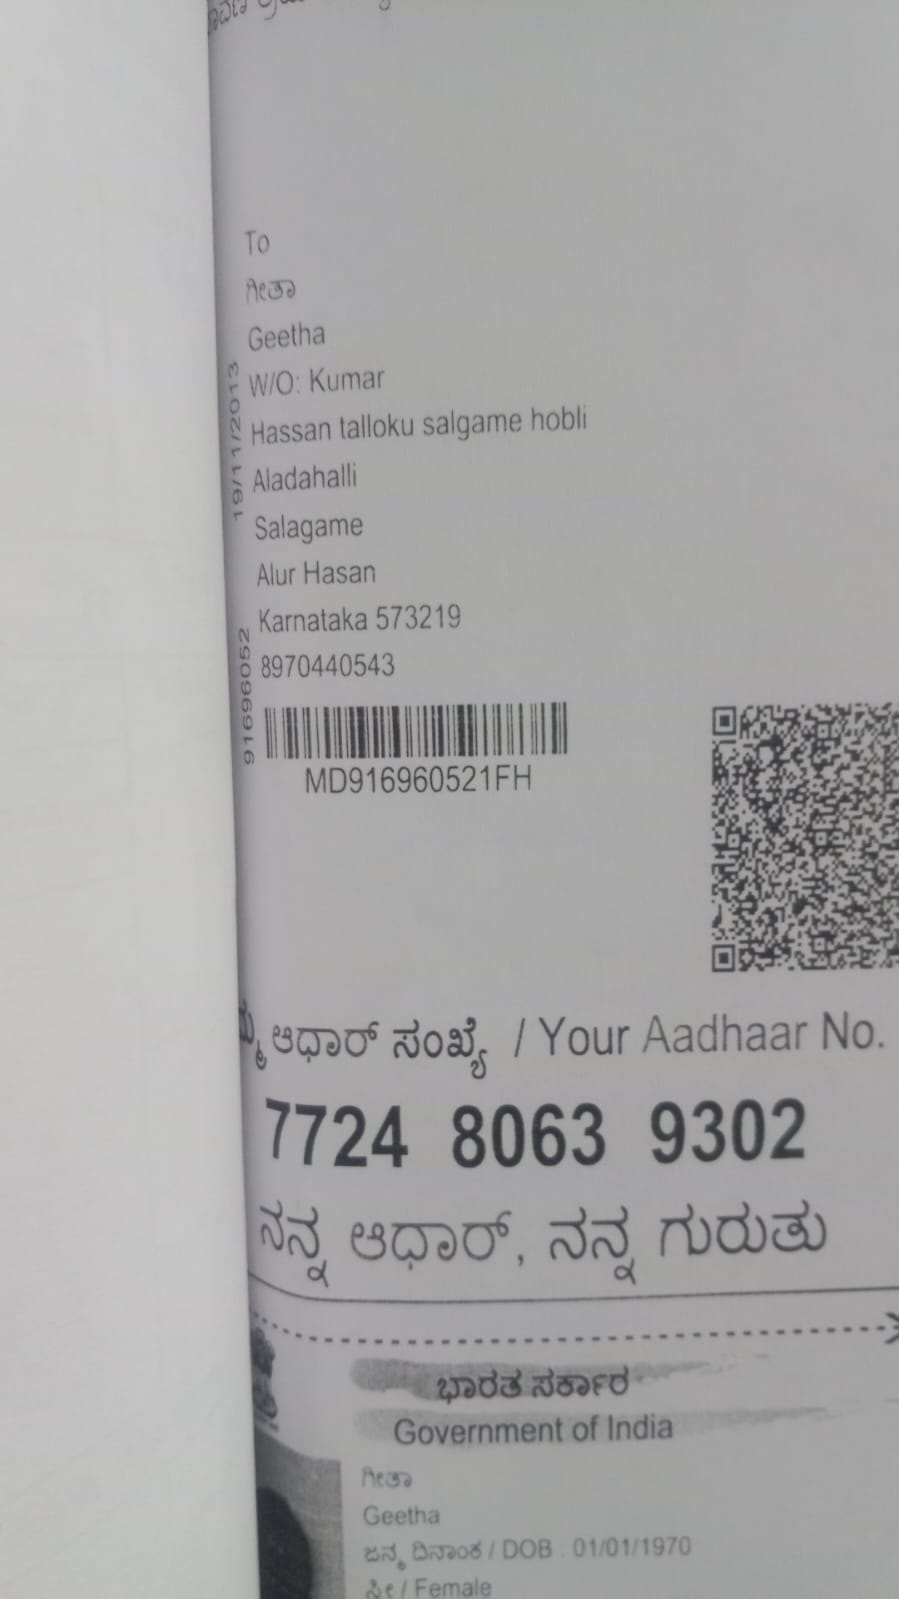 To
ಗೀತಾ
Geetha
W/O: Kumar
Hassan talloku salgame hobli
Aladahalli
Salagame
Alur Hasan
Karnataka 573219
8970440543
19/11/2013
91696052
MD916960521FH
ಆಧಾರ್ ಸಂಖ್ಯೆ / Your Aadhaar No.
7724 8063 9302
ನನ್ನ ಆಧಾರ್, ನನ್ನ ಗುರುತು
ಭಾರತ ಸರ್ಕಾರ
Government of India
ಗೀತಾ
Geetha
ಜನ್ಮ ದಿನಾಂಕ / DOB : 01/01/1970
ಸ್ತ್ರೀ / Female